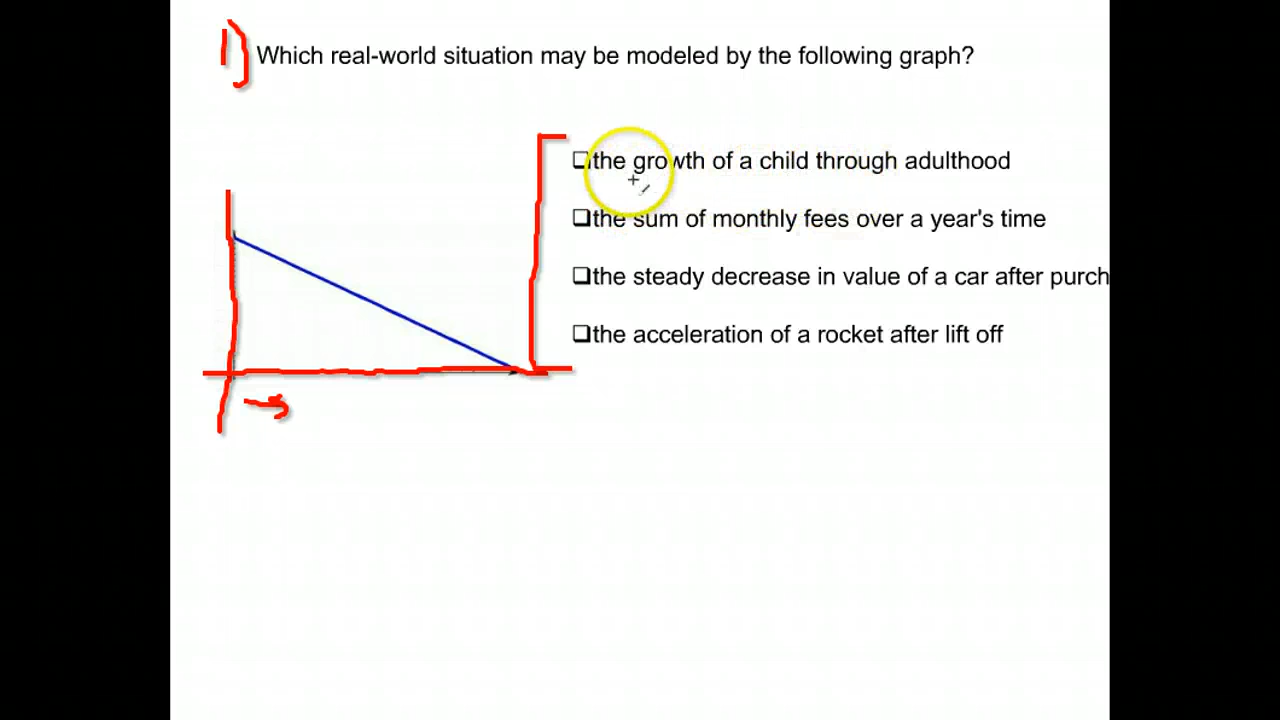 1) Which real-world situation may be modeled by the following graph?
the growth of a child through adulthood
the sum of monthly fees over a year's time
the steady decrease in value of a car after purch
the acceleration of a rocket after lift off